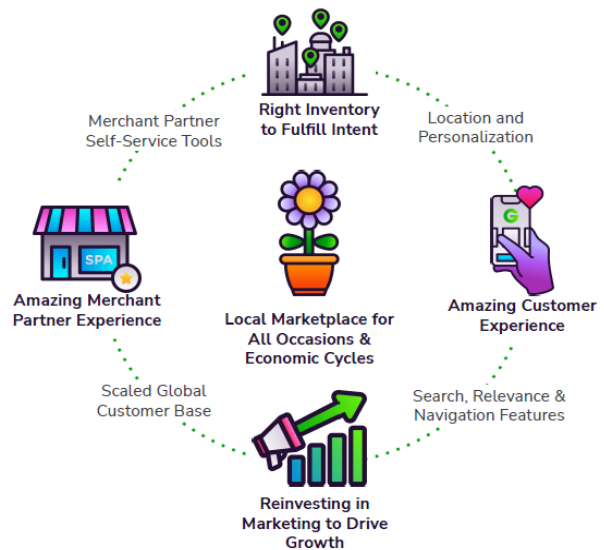 Right Inventory
to Fulfill Intent
Merchant Partner
Self-Service Tools
Location and
Personalization
SPA
G
Amazing Merchant
Partner Experience
Local Marketplace for
All Occasions &
Economic Cycles
Amazing Customer
Experience
Scaled Global
Customer Base
Search, Relevance &
Navigation Features
Reinvesting in
Marketing to Drive
Growth